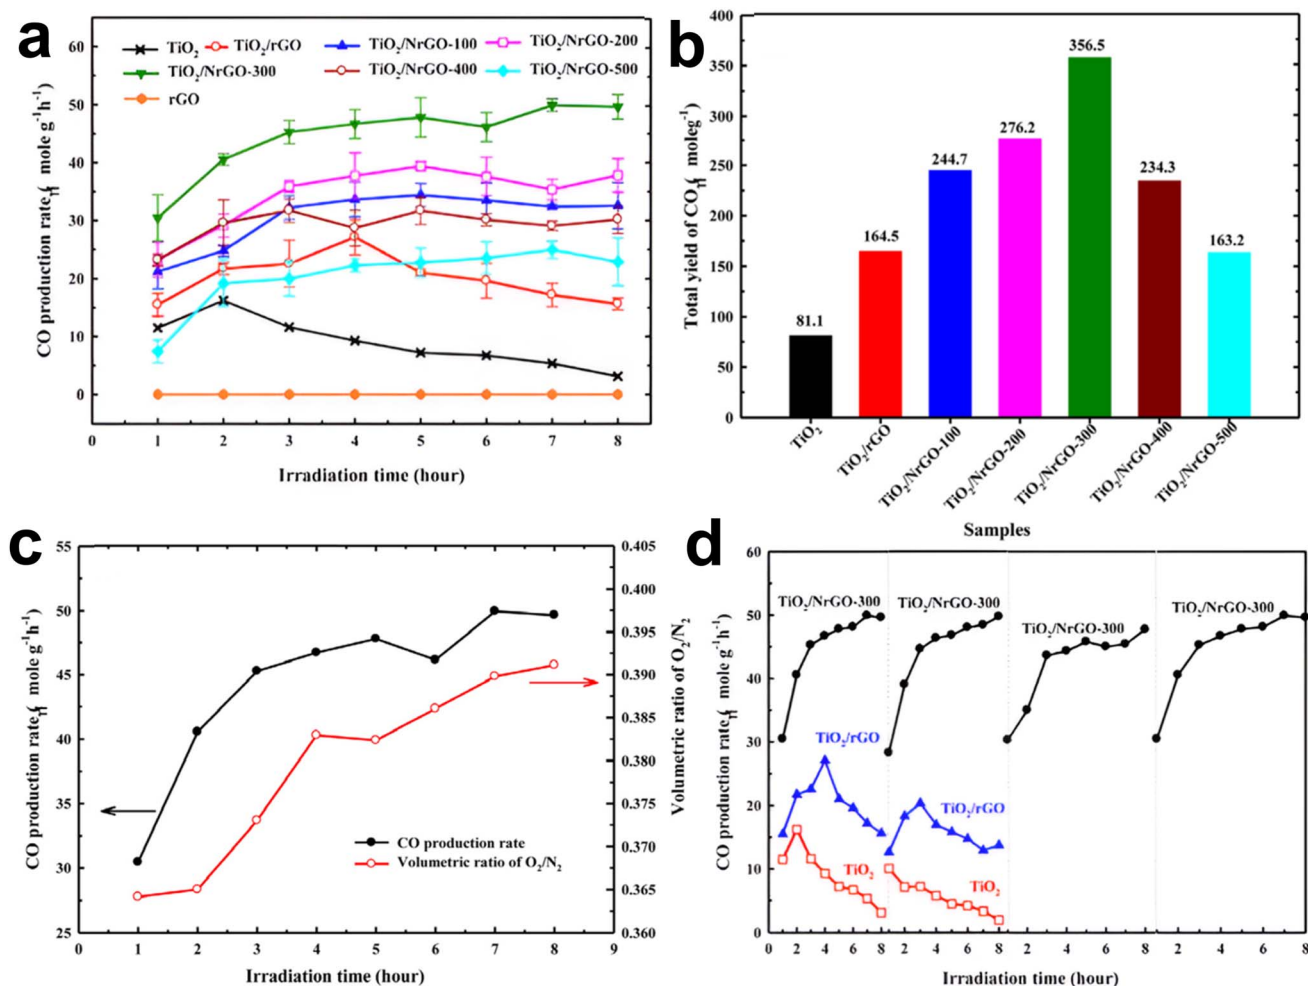 a
TiO2 TiO2/rGO TiO2/NrGO-100 TiO2/NrGO-200
TiO2/NrGO-300 TiO2/NrGO-400 TiO2/NrGO-500
rGO
CO production rate ( mole g-1h-1)
60
50
40
30
20
10
0
0 1 2 3 4 5 6 7 8
Irradiation time (hour)
b
Total yield of CO ( moleg-1)
400
350
300
250
200
150
100
50
0
81.1
164.5
244.7
276.2
356.5
234.3
163.2
TiO2
TiO2/rGO
TiO2/NrGO-100
TiO2/NrGO-200
TiO2/NrGO-300
TiO2/NrGO-400
TiO2/NrGO-500
Samples
c
CO production rate ( mole g-1h-1)
55
50
45
40
35
30
25
0 1 2 3 4 5 6 7 8 9
Irradiation time (hour)
CO production rate
Volumetric ratio of O2/N2
0.405
0.400
0.395
0.390
0.385
0.380
0.375
0.370
0.365
0.360
Volumetric ratio of O2/N2
d
CO production rate ( mole g-1h-1)
60
50
40
30
20
10
0
TiO2/NrGO-300
TiO2/NrGO-300
TiO2/NrGO-300
TiO2/NrGO-300
TiO2/rGO
TiO2/rGO
TiO2
TiO2
0 2 4 6 8 2 4 6 8 2 4 6 8 2 4 6 8
Irradiation time (hour)